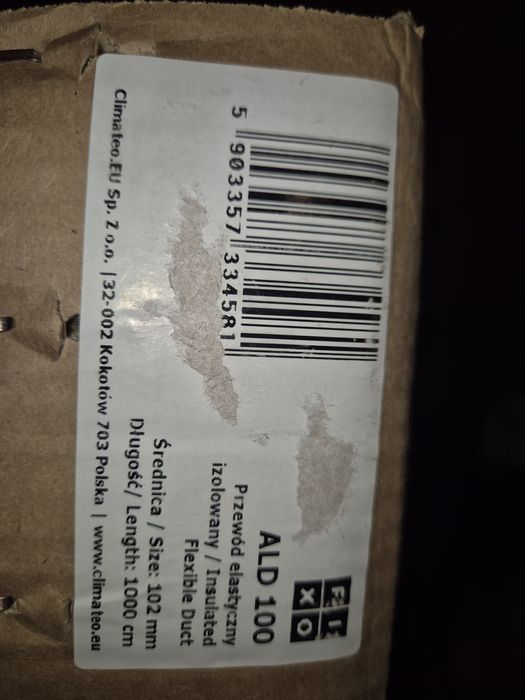 5 903357 334581
ALD 100
Przewód elastyczny
izolowany / Insulated
Flexible Duct
Średnica / Size: 102 mm
Długość/ Length: 1000 cm
Climateo.EU Sp. Z o.o. |32-002 Kokotów 703 Polska | www.climateo.eu